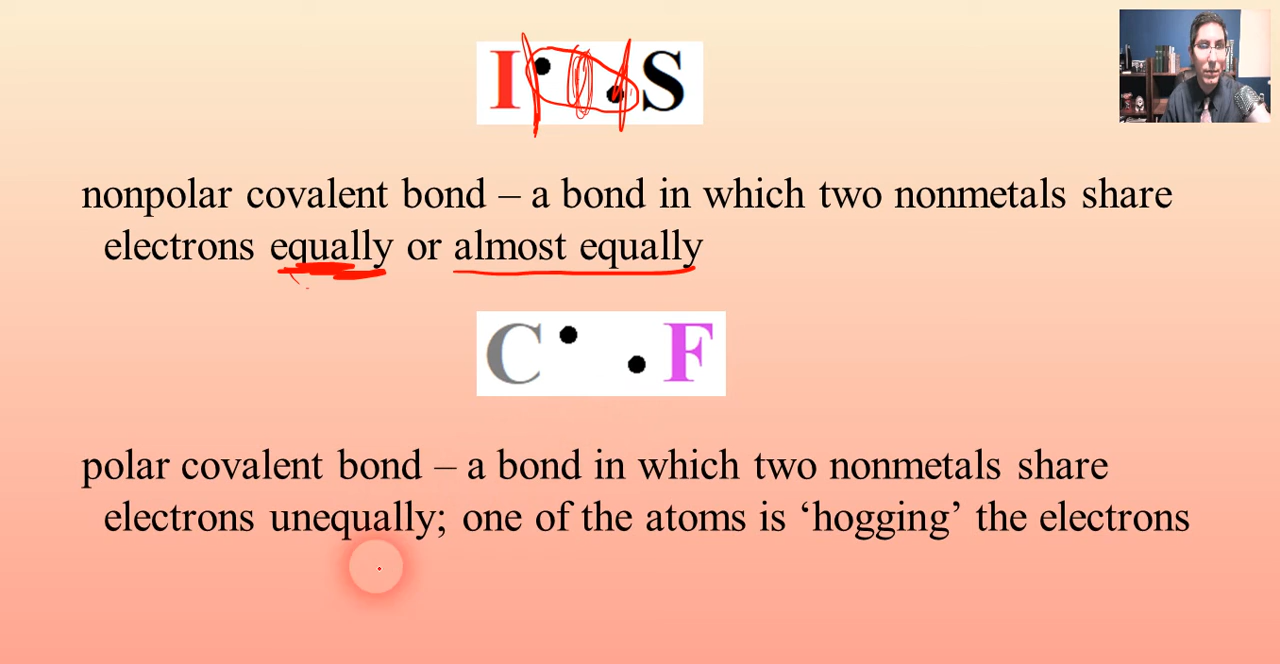 I S
nonpolar covalent bond – a bond in which two nonmetals share
electrons equally or almost equally
C F
polar covalent bond – a bond in which two nonmetals share
electrons unequally; one of the atoms is ‘hogging’ the electrons